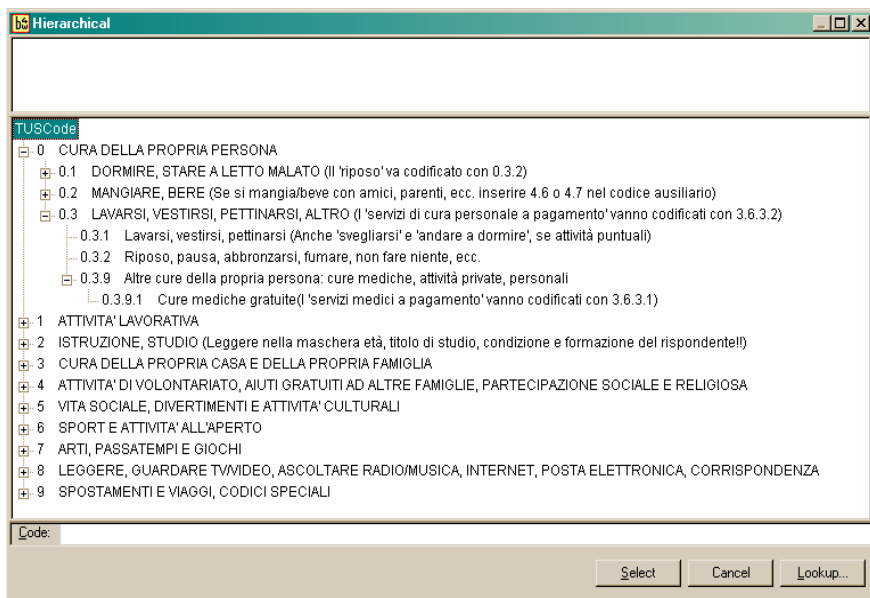 Hierarchical
TUSCode
0 CURA DELLA PROPRIA PERSONA
0.1 DORMIRE, STARE A LETTO MALATO (Il 'riposo' va codificato con 0.3.2)
0.2 MANGIARE, BERE (Se si mangia/beve con amici, parenti, ecc. inserire 4.6 o 4.7 nel codice ausiliario)
0.3 LAVARSI, VESTIRSI, PETTINARSI, ALTRO (I 'servizi di cura personale a pagamento' vanno codificati con 3.6.3.2)
0.3.1 Lavarsi, vestirsi, pettinarsi (Anche 'svegliarsi' e 'andare a dormire', se attività puntuali)
0.3.2 Riposo, pausa, abbronzarsi, fumare, non fare niente, ecc.
0.3.9 Altre cure della propria persona: cure mediche, attività private, personali
0.3.9.1 Cure mediche gratuite(I 'servizi medici a pagamento' vanno codificati con 3.6.3.1)
1 ATTIVITA' LAVORATIVA
2 ISTRUZIONE, STUDIO (Leggere nella maschera età, titolo di studio, condizione e formazione del rispondente!!)
3 CURA DELLA PROPRIA CASA E DELLA PROPRIA FAMIGLIA
4 ATTIVITA' DI VOLONTARIATO, AIUTI GRATUITI AD ALTRE FAMIGLIE, PARTECIPAZIONE SOCIALE E RELIGIOSA
5 VITA SOCIALE, DIVERTIMENTI E ATTIVITA' CULTURALI
6 SPORT E ATTIVITA' ALL'APERTO
7 ARTI, PASSATEMPI E GIOCHI
8 LEGGERE, GUARDARE TV/VIDEO, ASCOLTARE RADIO/MUSICA, INTERNET, POSTA ELETTRONICA, CORRISPONDENZA
9 SPOSTAMENTI E VIAGGI, CODICI SPECIALI
Code:
Select Cancel Lookup...